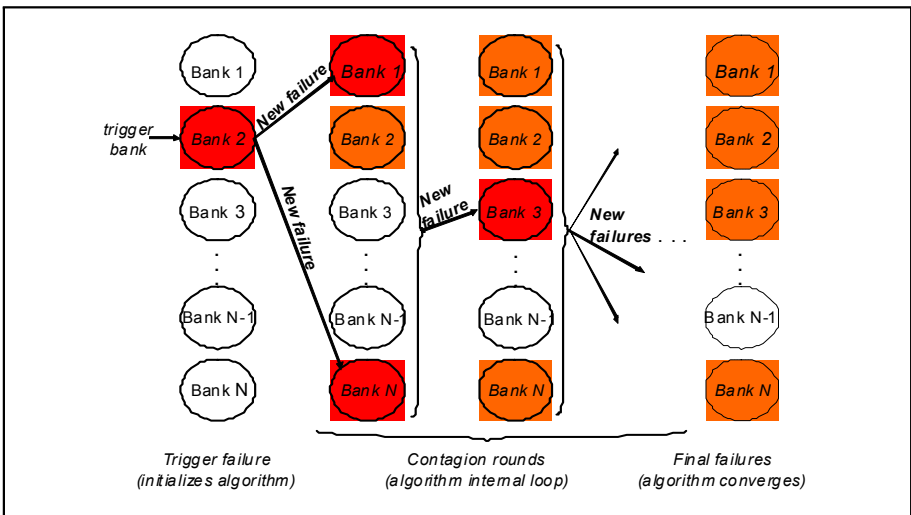 trigger
bank
Bank 1
Bank 2
Bank 3
.
.
.
Bank N-1
Bank N
New failure
New failure
Bank 1
Bank 2
Bank 3
.
.
.
Bank N-1
Bank N
New
failure
Bank 1
Bank 2
Bank 3
.
.
.
Bank N-1
Bank N
New
failures . . .
Bank 1
Bank 2
Bank 3
.
.
.
Bank N-1
Bank N
Trigger failure
(initializes algorithm)
Contagion rounds
(algorithm internal loop)
Final failures
(algorithm converges)